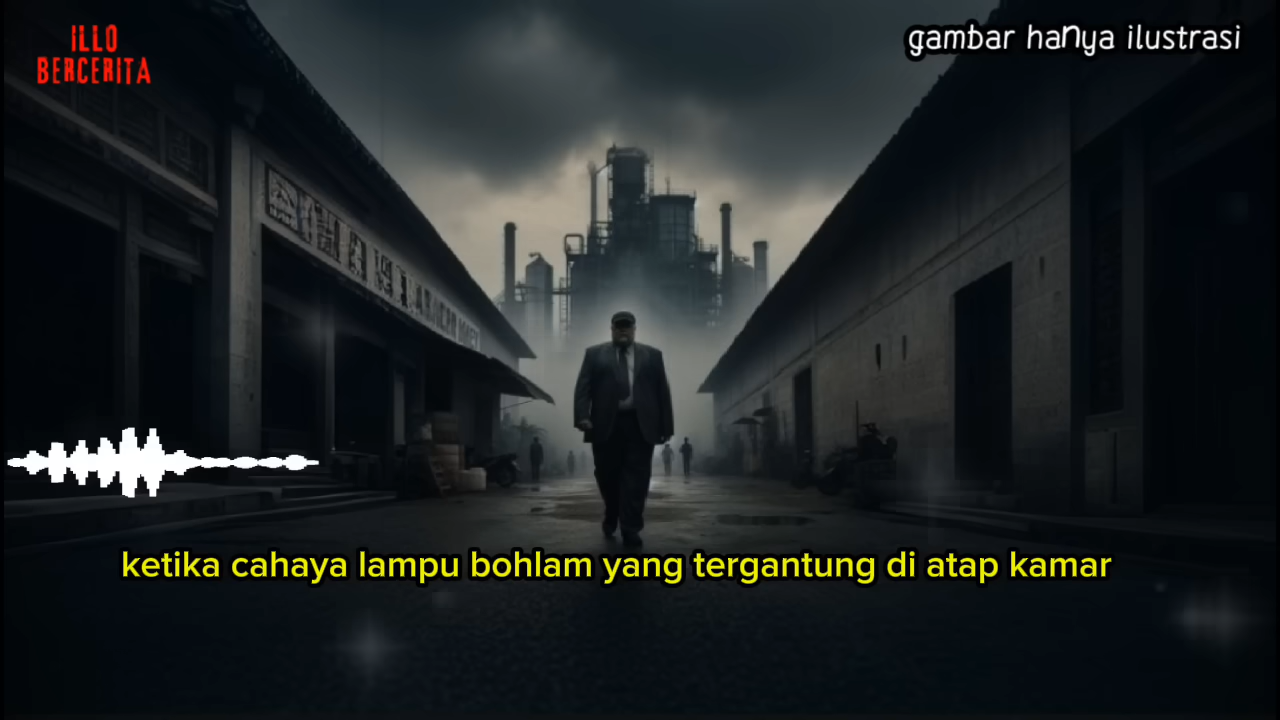 ILLO
BERCERITA
gambar hanya ilustrasi
ketika cahaya lampu bohlam yang tergantung di atap kamar